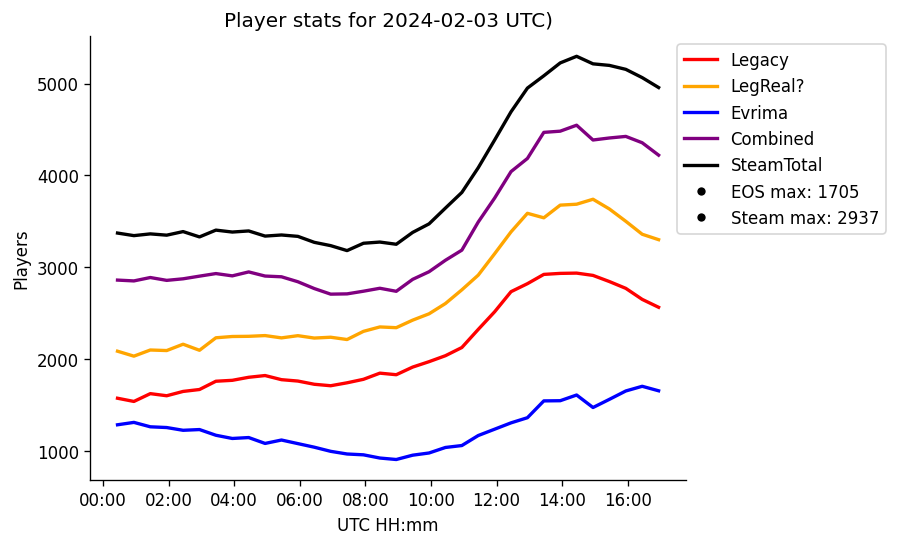 Player stats for 2024-02-03 UTC)
Legacy
LegReal?
Evrima
Combined
SteamTotal
EOS max: 1705
Steam max: 2937
Players
5000
4000
3000
2000
1000
00:00 02:00 04:00 06:00 08:00 10:00 12:00 14:00 16:00
UTC HH:mm